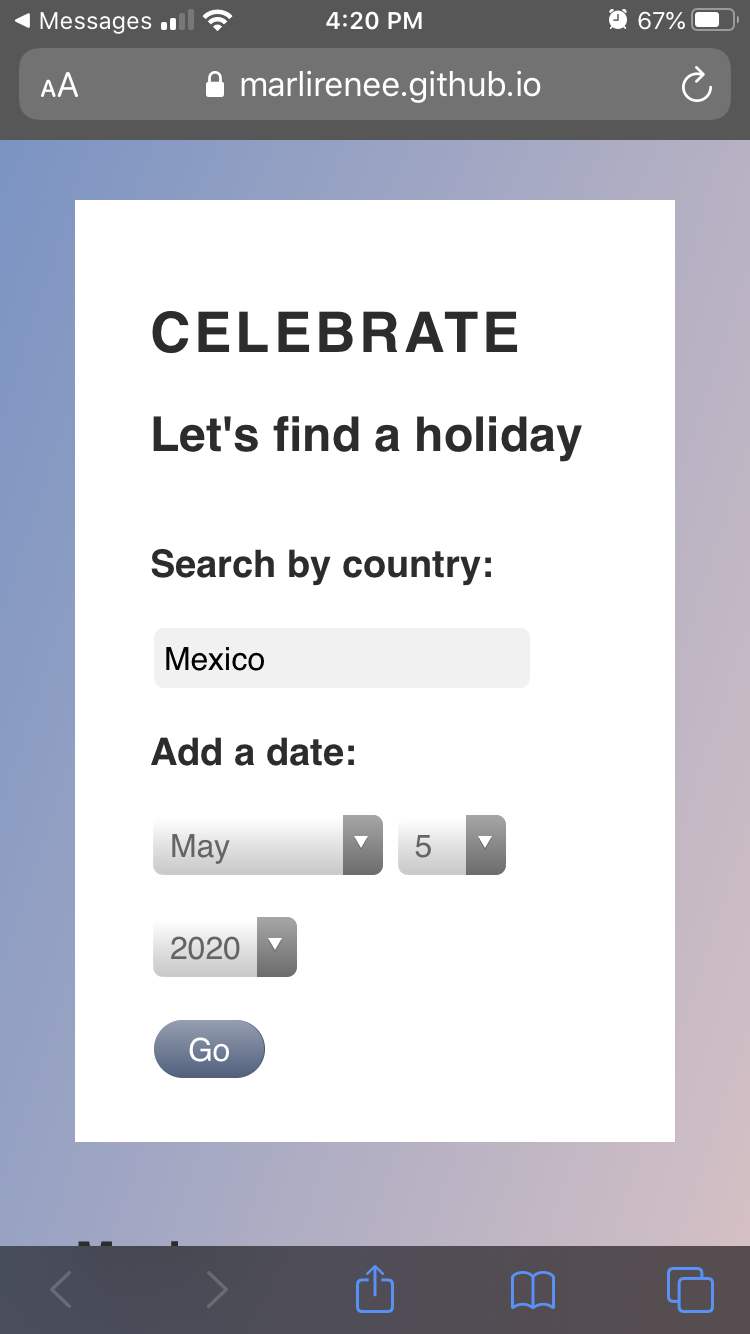 Messages 4:20 PM 67%
AA marlirenee.github.io
CELEBRATE
Let's find a holiday
Search by country:
Mexico
Add a date:
May 5
2020
Go